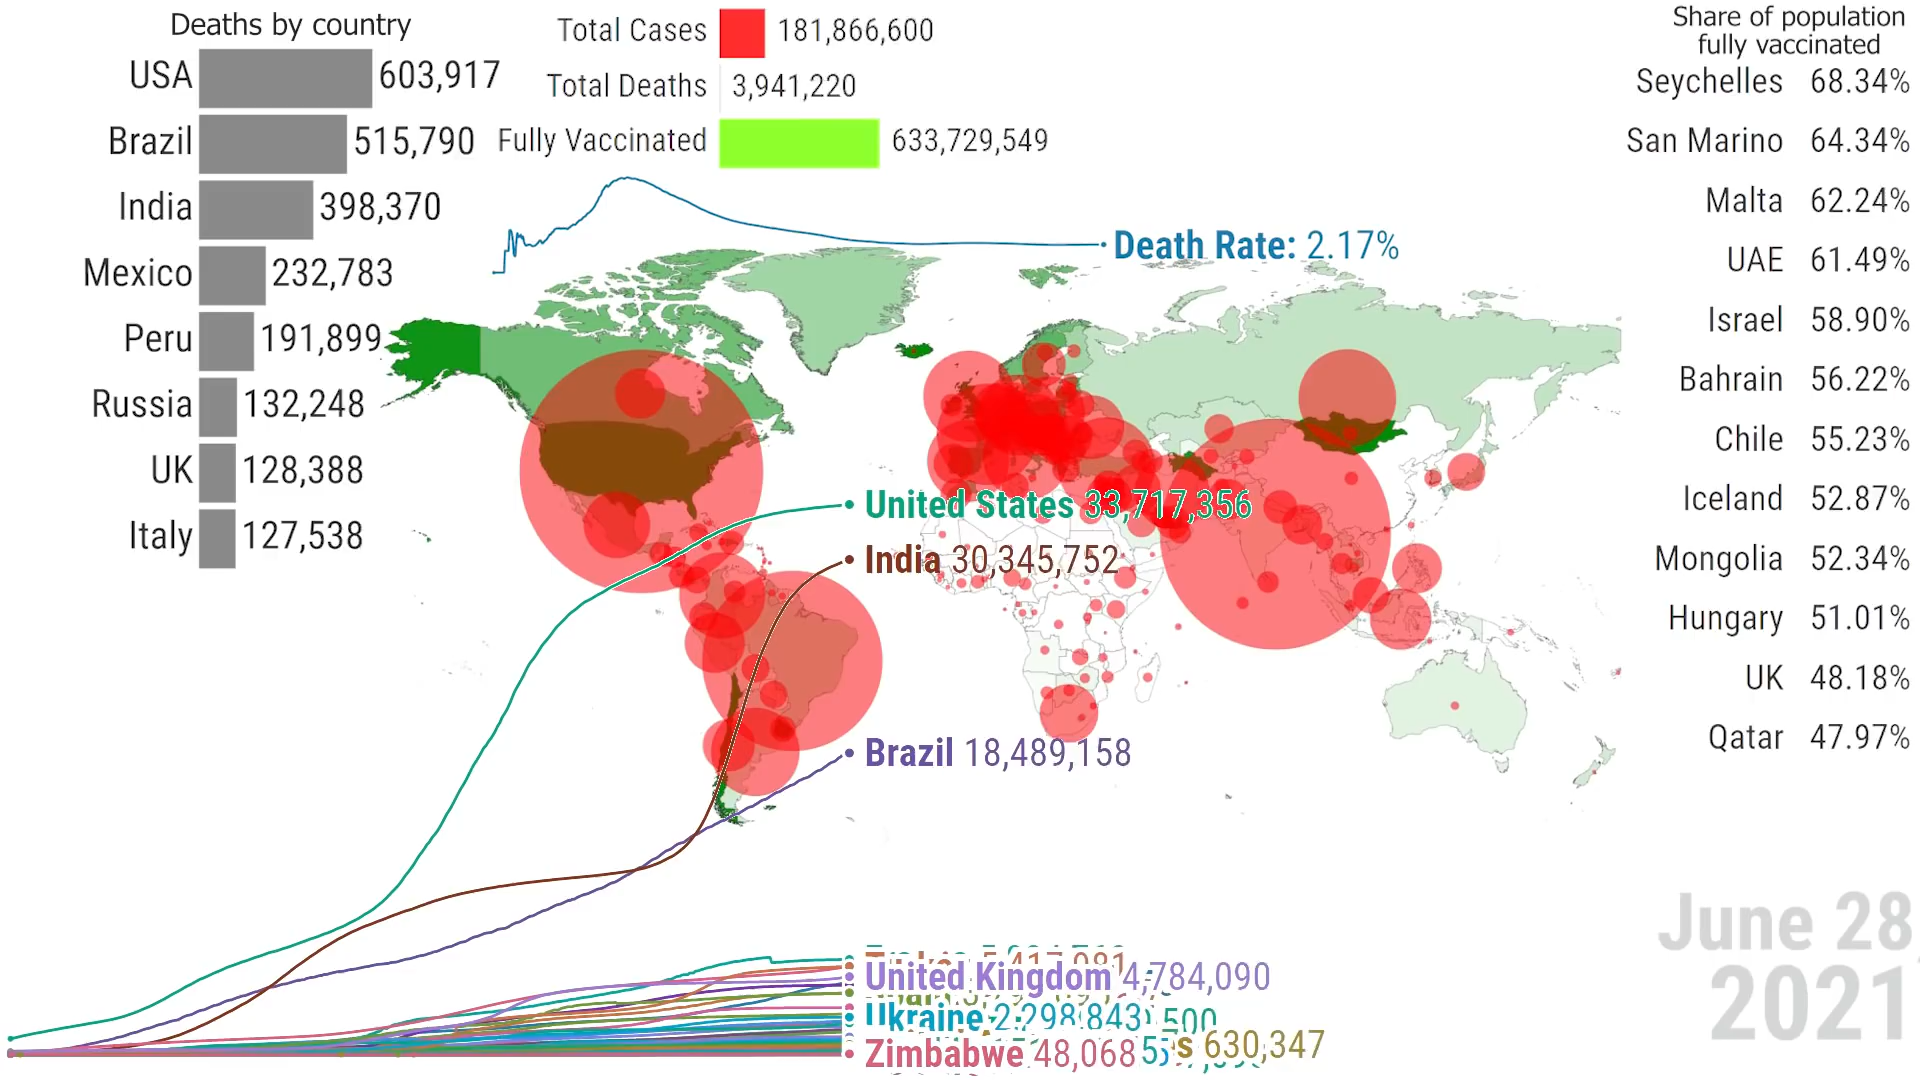 Deaths by country
USA 603,917
Brazil 515,790
India 398,370
Mexico 232,783
Peru 191,899
Russia 132,248
UK 128,388
Italy 127,538
Total Cases 181,866,600
Total Deaths 3,941,220
Fully Vaccinated 633,729,549
Death Rate: 2.17%
United States 33,717,356
India 30,345,752
Brazil 18,489,158
United Kingdom 4,784,090
Ukraine 2,298,843
Zimbabwe 48,068
630,347
Share of population
fully vaccinated
Seychelles 68.34%
San Marino 64.34%
Malta 62.24%
UAE 61.49%
Israel 58.90%
Bahrain 56.22%
Chile 55.23%
Iceland 52.87%
Mongolia 52.34%
Hungary 51.01%
UK 48.18%
Qatar 47.97%
June 28
2021